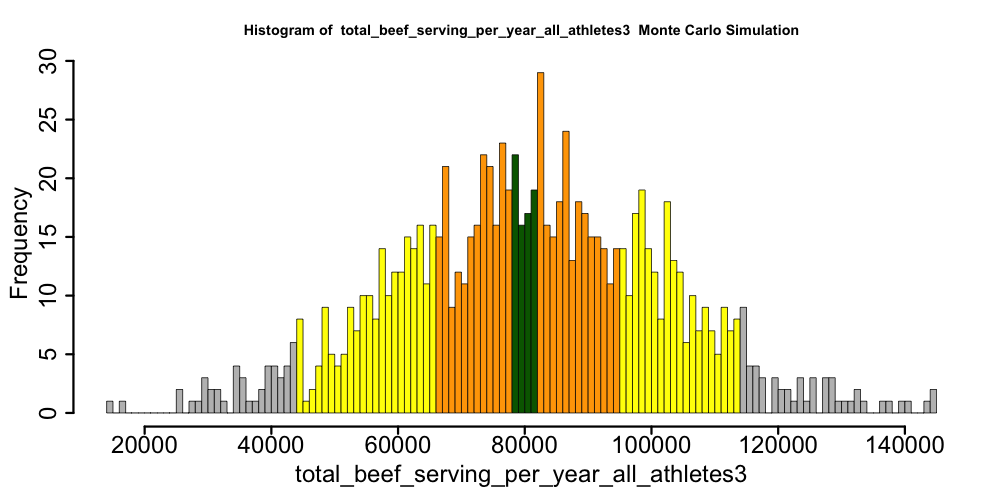 Histogram of total_beef_serving_per_year_all_athletes3 Monte Carlo Simulation
30
25
20
15
10
5
0
Frequency
20000 40000 60000 80000 100000 120000 140000
total_beef_serving_per_year_all_athletes3